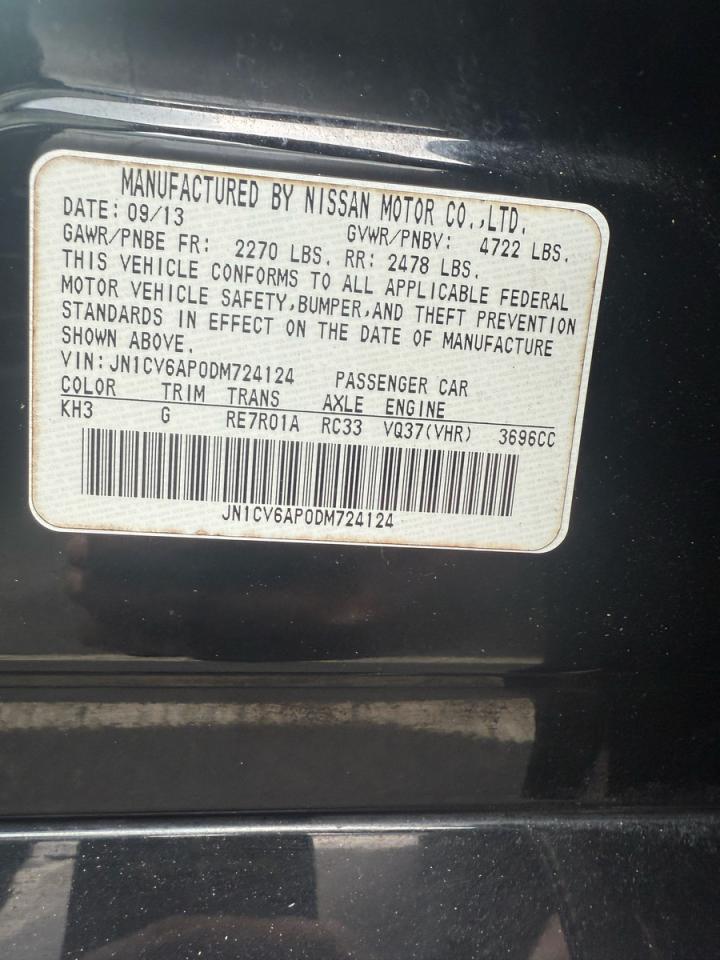 MANUFACTURED BY NISSAN MOTOR CO.,LTD.
DATE: 09/13 GVWR/PNBV: 4722 LBS.
GAWR/PNBE FR: 2270 LBS. RR: 2478 LBS.
THIS VEHICLE CONFORMS TO ALL APPLICABLE FEDERAL
MOTOR VEHICLE SAFETY,BUMPER,AND THEFT PREVENTION
STANDARDS IN EFFECT ON THE DATE OF MANUFACTURE
SHOWN ABOVE.
VIN: JN1CV6AP0DM724124 PASSENGER CAR
COLOR TRIM TRANS AXLE ENGINE
KH3 G RE7R01A RC33 VQ37(VHR) 3696CC
JN1CV6AP0DM724124